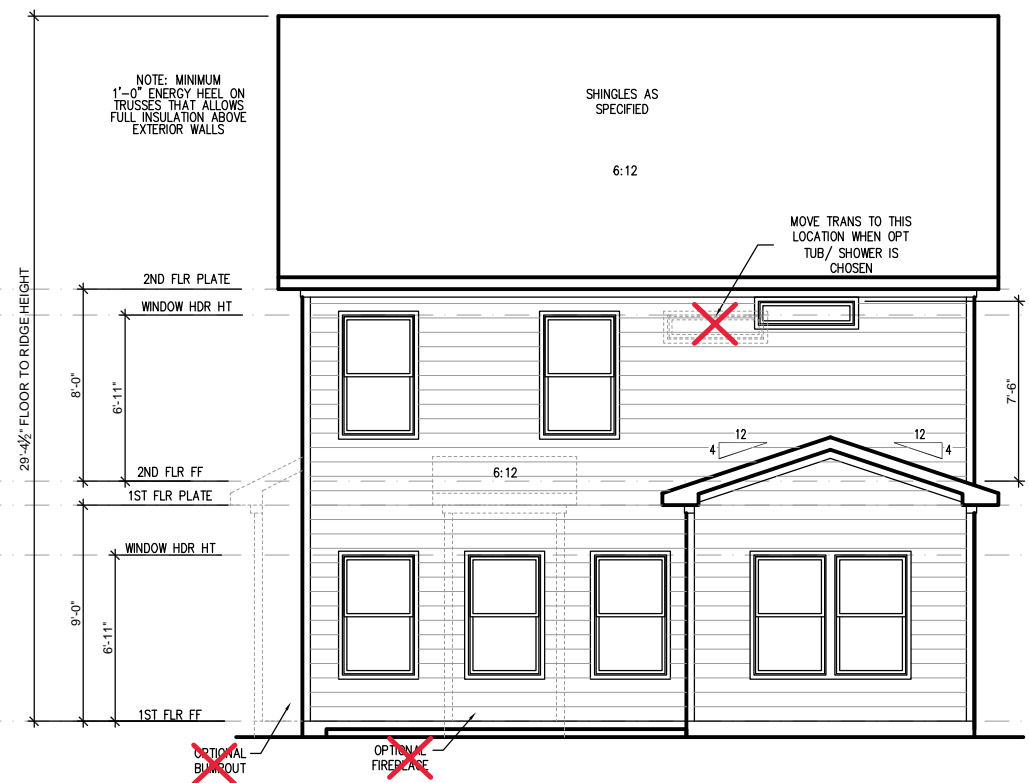 NOTE: MINIMUM
1'-0" ENERGY HEEL ON
TRUSSES THAT ALLOWS
FULL INSULATION ABOVE
EXTERIOR WALLS
SHINGLES AS
SPECIFIED
6:12
MOVE TRANS TO THIS
LOCATION WHEN OPT
TUB/ SHOWER IS
CHOSEN
29'-4½" FLOOR TO RIDGE HEIGHT
2ND FLR PLATE
WINDOW HDR HT
8'-0"
6'-11"
7'-6"
12
4
12
4
2ND FLR FF
6:12
1ST FLR PLATE
WINDOW HDR HT
9'-0"
6'-11"
1ST FLR FF
OPTIONAL
BUMPOUT
OPTIONAL
FIREPLACE